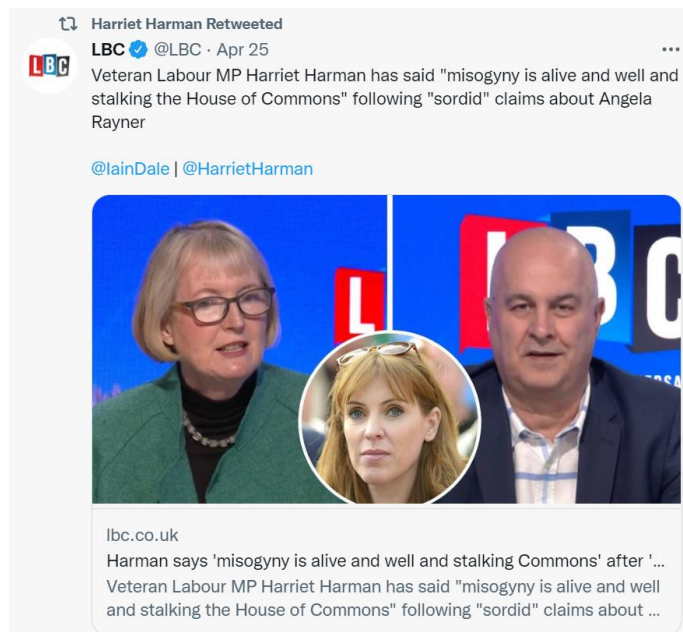 Harriet Harman Retweeted
LBC @LBC · Apr 25
LBC
Veteran Labour MP Harriet Harman has said "misogyny is alive and well and
stalking the House of Commons" following "sordid" claims about Angela
Rayner
@IainDale | @HarrietHarman
L
L B C
lbc.co.uk
Harman says 'misogyny is alive and well and stalking Commons' after '...
Veteran Labour MP Harriet Harman has said "misogyny is alive and well
and stalking the House of Commons" following "sordid" claims about ...